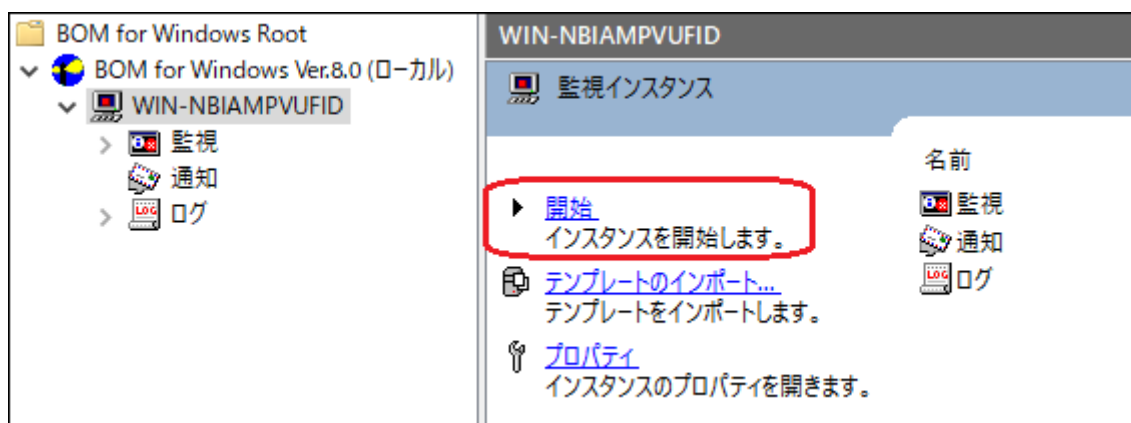 BOM for Windows Root
BOM for Windows Ver.8.0 (ローカル)
WIN-NBIAMPVUFID
監視
通知
ログ
WIN-NBIAMPVUFID
監視インスタンス
開始
インスタンスを開始します。
テンプレートのインポート...
テンプレートをインポートします。
プロパティ
インスタンスのプロパティを開きます。
名前
監視
通知
ログ